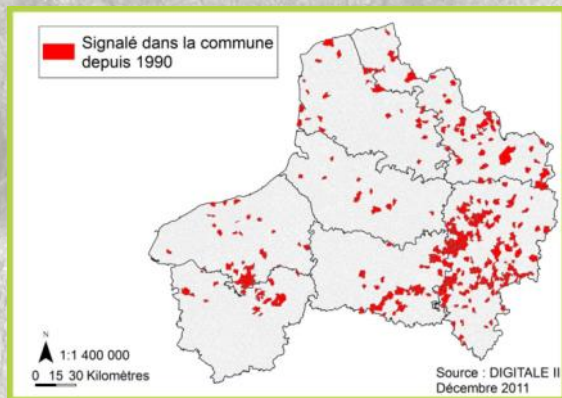 Signalé dans la commune
depuis 1990
N
1:1 400 000
0 15 30 Kilomètres
Source : DIGITALE II
Décembre 2011